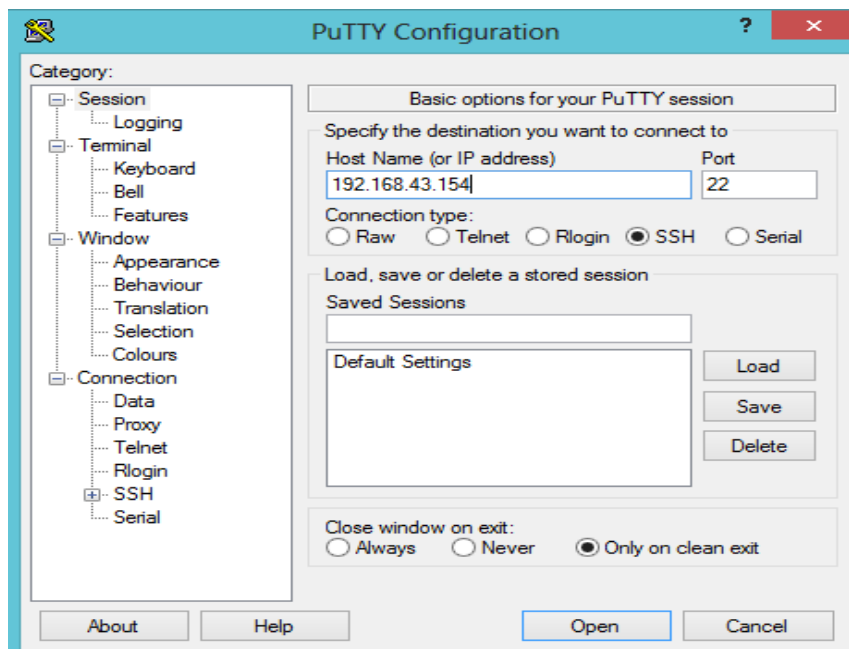 PuTTY Configuration
?
×
Category:
Session
Logging
Terminal
Keyboard
Bell
Features
Window
Appearance
Behaviour
Translation
Selection
Colours
Connection
Data
Proxy
Telnet
Rlogin
SSH
Serial
Basic options for your PuTTY session
Specify the destination you want to connect to
Host Name (or IP address) Port
192.168.43.154 22
Connection type:
Raw Telnet Rlogin SSH Serial
Load, save or delete a stored session
Saved Sessions
Default Settings
Load
Save
Delete
Close window on exit:
Always Never Only on clean exit
About Help Open Cancel